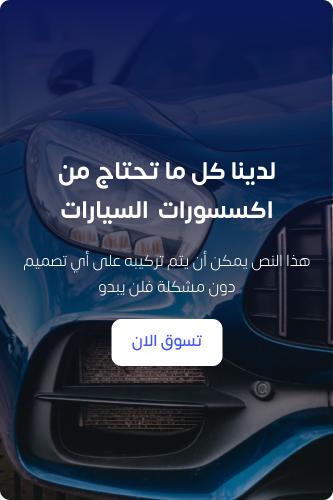 لدينا كل ما تحتاج من
اكسسورات السيارات
هذا النص يمكن أن يتم تركيبه على أي تصميم
دون مشكلة فلن يبدو
تسوق الان